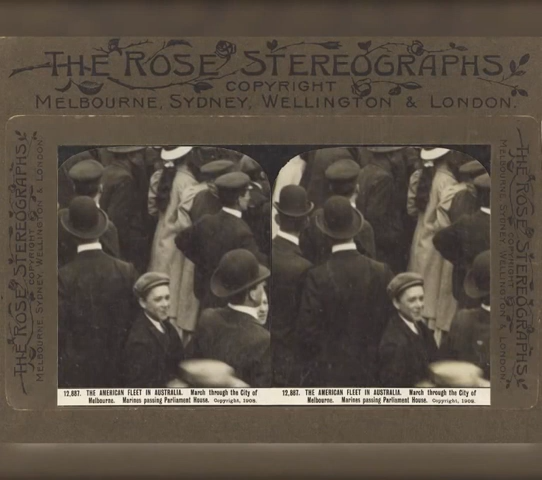 THE ROSE STEREOGRAPHS
COPYRIGHT
MELBOURNE, SYDNEY, WELLINGTON & LONDON.
THE ROSE STEREOGRAPHS
COPYRIGHT
MELBOURNE, SYDNEY, WELLINGTON & LONDON
12,687. THE AMERICAN FLEET IN AUSTRALIA. March through the City of
Melbourne. Marines passing Parliament House. Copyright, 1908.
12,687. THE AMERICAN FLEET IN AUSTRALIA. March through the City of
Melbourne. Marines passing Parliament House. Copyright, 1908.
THE ROSE STEREOGRAPHS
COPYRIGHT
MELBOURNE, SYDNEY, WELLINGTON & LONDON